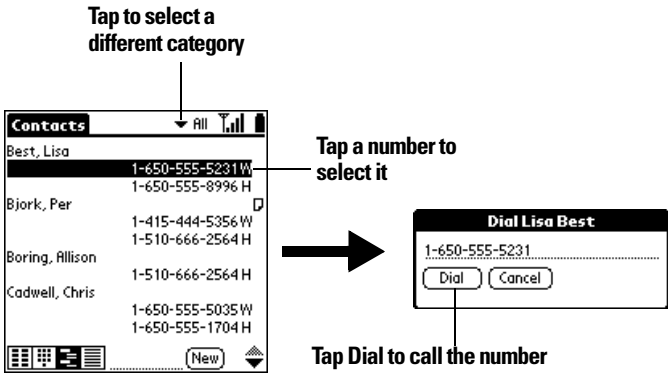 Tap to select a
different category
Contacts
All
Best, Lisa
1-650-555-5231 W
1-650-555-8996 H
Bjork, Per
1-415-444-5356 W
1-510-666-2564 H
Boring, Allison
1-510-666-2564 H
Cadwell, Chris
1-650-555-5035 W
1-650-555-1704 H
New
Tap a number to
select it
Dial Lisa Best
1-650-555-5231
Dial Cancel
Tap Dial to call the number